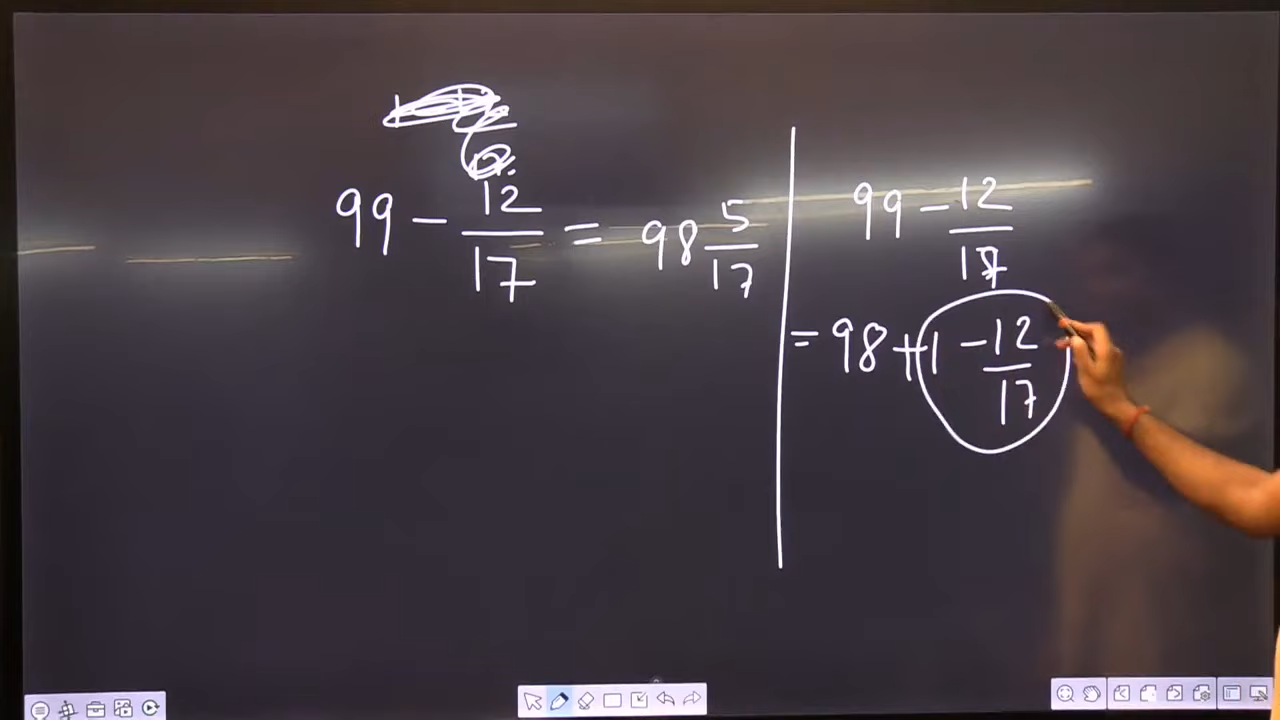 99 - 12/17 = 98 5/17
99 - 12/17
= 98 + 1 - 12/17